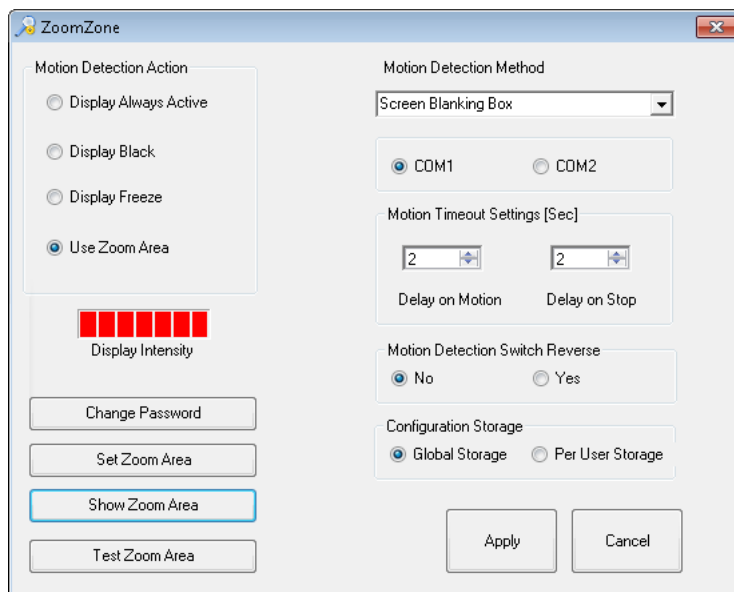 ZoomZone
Motion Detection Action
Display Always Active
Display Black
Display Freeze
Use Zoom Area
Display Intensity
Change Password
Set Zoom Area
Show Zoom Area
Test Zoom Area
Motion Detection Method
Screen Blanking Box
COM1 COM2
Motion Timeout Settings [Sec]
2 2
Delay on Motion Delay on Stop
Motion Detection Switch Reverse
No Yes
Configuration Storage
Global Storage Per User Storage
Apply Cancel